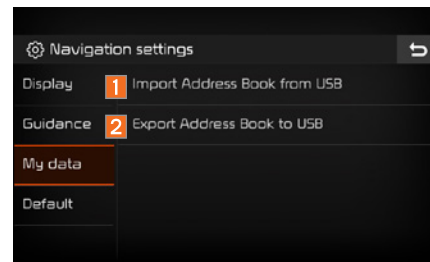 Navigation settings
Display
1 Import Address Book from USB
Guidance
2 Export Address Book to USB
My data
Default